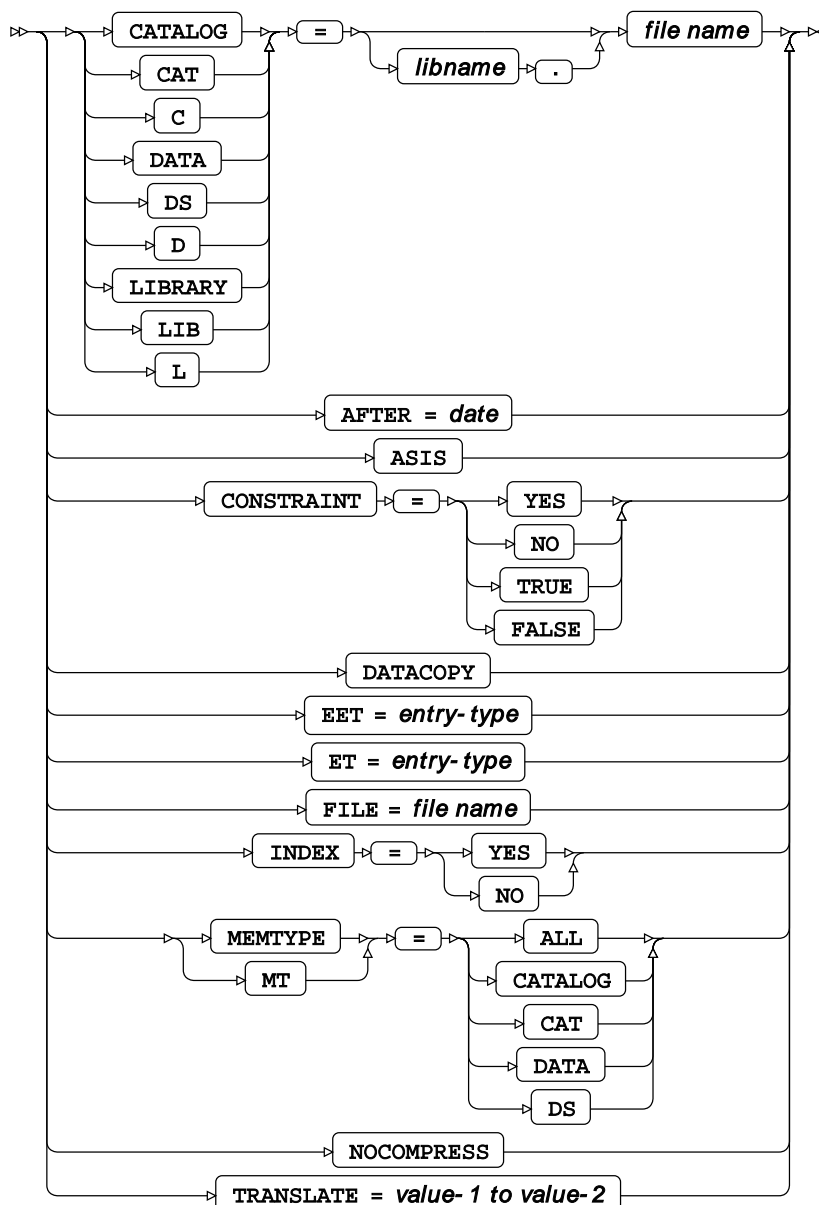 CATALOG = file name
CAT libname .
C
DATA
DS
D
LIBRARY
LIB
L
AFTER = date
ASIS
CONSTRAINT = YES
NO
TRUE
FALSE
DATACOPY
EET = entry-type
ET = entry-type
FILE = file name
INDEX = YES
NO
MEMTYPE = ALL
MT CATALOG
CAT
DATA
DS
NOCOMPRESS
TRANSLATE = value-1 to value-2